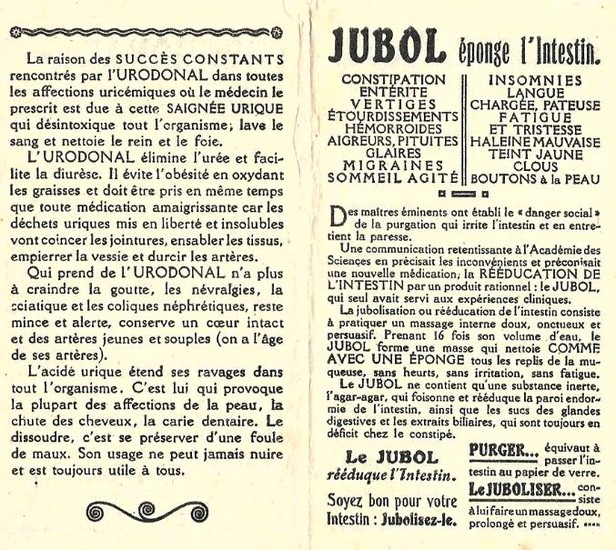 La raison des SUCCÈS CONSTANTS
rencontrés par l'URODONAL dans toutes
les affections uricémiques où le médecin le
prescrit est due à cette SAIGNÉE URIQUE
qui désintoxique tout l'organisme; lave le
sang et nettoie le rein et le foie.
L'URODONAL élimine l'urée et faci-
lite la diurèse. Il évite l'obésité en oxydant
les graisses et doit être pris en même temps
que toute médication amaigrissante car les
déchets uriques mis en liberté et insolubles
vont coincer les jointures, ensabler les tissus,
empierrer la vessie et durcir les artères.
Qui prend de l'URODONAL n'a plus
à craindre la goutte, les névralgies, la
sciatique et les coliques néphrétiques, reste
mince et alerte, conserve un cœur intact
et des artères jeunes et souples (on a l'âge
de ses artères).
L'acidé urique étend ses ravages dans
tout l'organisme. C'est lui qui provoque
la plupart des affections de la peau, la
chute des cheveux, la carie dentaire. Le
dissoudre, c'est se préserver d'une foule
de maux. Son usage ne peut jamais nuire
et est toujours utile à tous.
JUBOL éponge l'Intestin.
CONSTIPATION
ENTÉRITE
VERTIGES
ÉTOURDISSEMENTS
HÉMORROIDES
AIGREURS, PITUITES
GLAIRES
MIGRAINES
SOMMEIL AGITÉ
INSOMNIES
LANGUE
CHARGÉE, PATEUSE
FATIGUE
ET TRISTESSE
HALEINE MAUVAISE
TEINT JAUNE
CLOUS
BOUTONS à la PEAU
Des maîtres éminents ont établi le « danger social »
de la purgation qui irrite l'intestin et en entre-
tient la paresse.
Une communication retentissante à l'Académie des
Sciences en précisait les inconvénients et préconisait
une nouvelle médication, la RÉÉDUCATION DE
L'INTESTIN par un produit rationnel : le JUBOL,
qui seul avait servi aux expériences cliniques.
La jubolisation ou rééducation de l'intestin consiste
à pratiquer un massage interne doux, onctueux et
persuasif. Prenant 16 fois son volume d'eau, le
JUBOL forme une masse qui nettoie COMME
AVEC UNE ÉPONGE tous les replis de la mu-
queuse, sans heurts, sans irritation, sans fatigue.
Le JUBOL ne contient qu'une substance inerte,
l'agar-agar, qui foisonne et rééduque la paroi endor-
mie de l'intestin, ainsi que les sucs des glandes
digestives et les extraits biliaires, qui sont toujours en
déficit chez le constipé.
Le JUBOL
rééduque l'Intestin.
Soyez bon pour votre
Intestin : Jubolisez-le.
PURGER... équivaut à
passer l'in-
testin au papier de verre.
Le JUBOLISER... con-
siste
à lui faire un massage doux,
prolongé et persuasif.